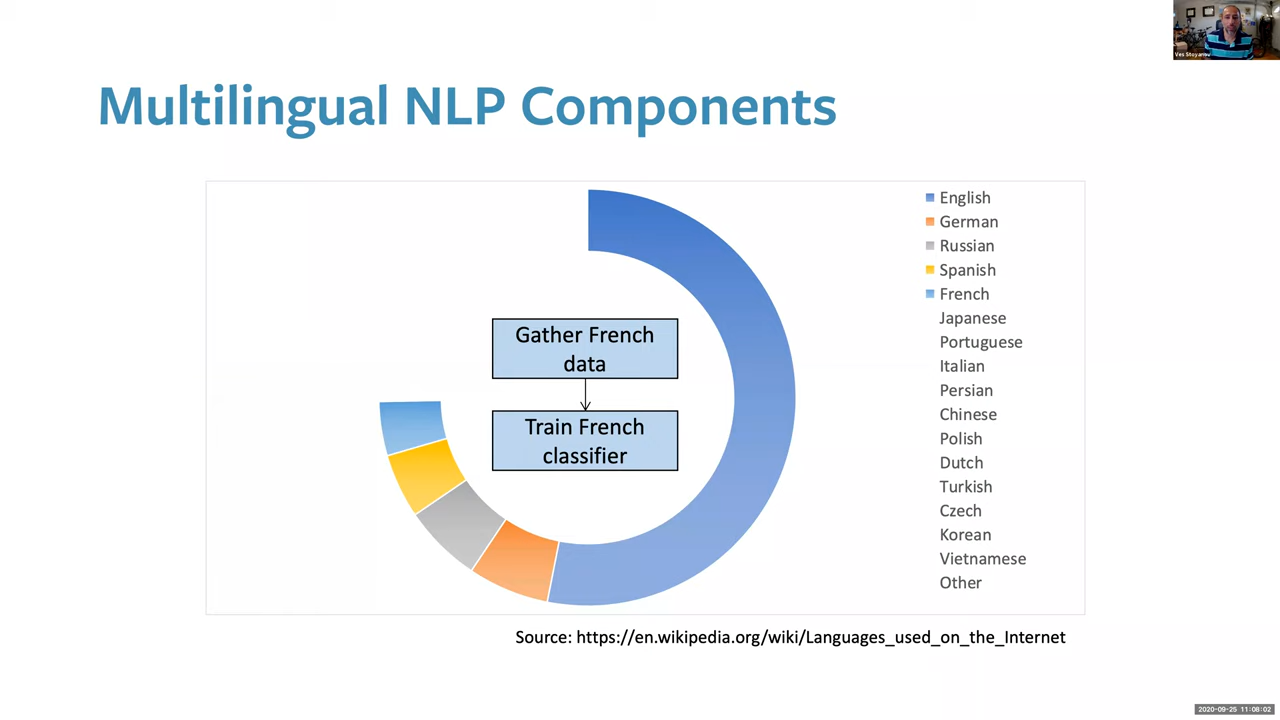 Ves Stoyanov
Multilingual NLP Components
Gather French
data
Train French
classifier
English
German
Russian
Spanish
French
Japanese
Portuguese
Italian
Persian
Chinese
Polish
Dutch
Turkish
Czech
Korean
Vietnamese
Other
Source: https://en.wikipedia.org/wiki/Languages_used_on_the_Internet
2020-09-25 11:08:02